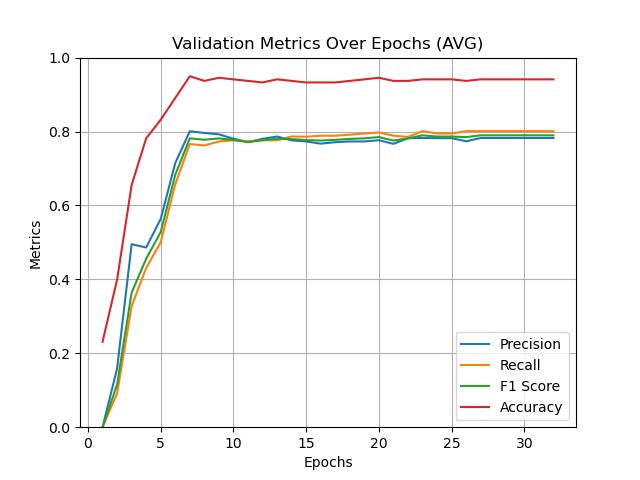 Validation Metrics Over Epochs (AVG)
1.0
0.8
0.6
0.4
0.2
0.0
Metrics
0
5
10
15
20
25
30
Epochs
Precision
Recall
F1 Score
Accuracy